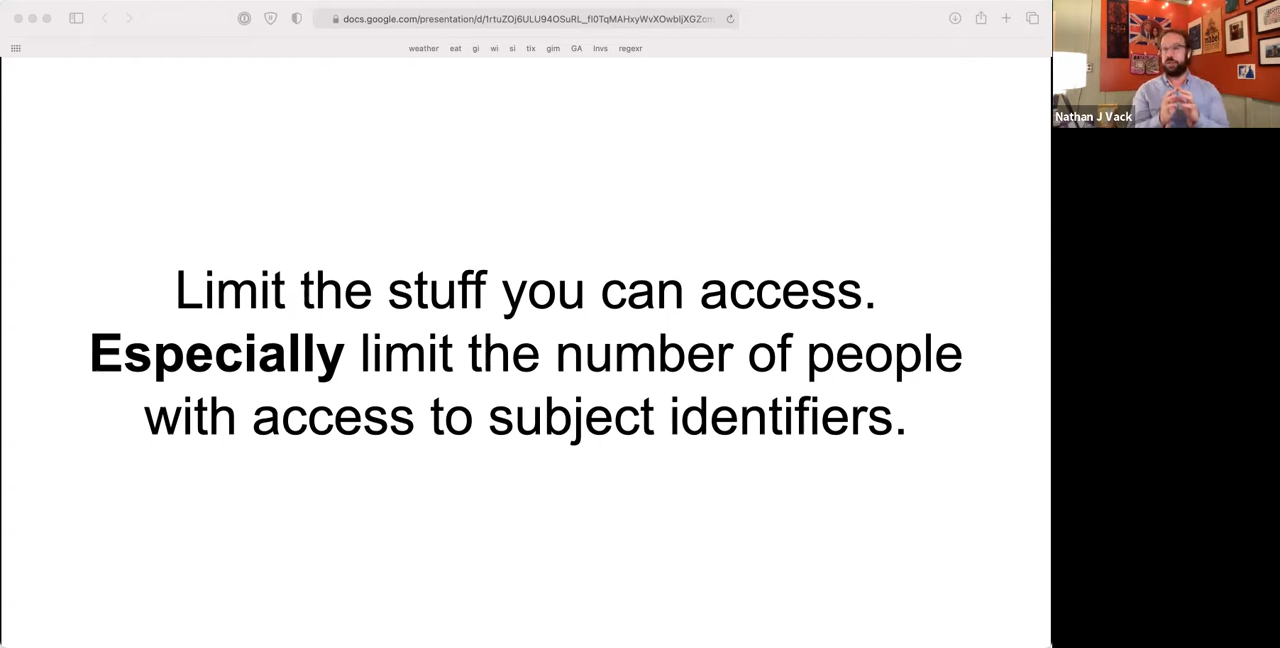 docs.google.com/presentation/d/1rtuZOj6ULU94OSuRL_fI0TqMAHxyWvXOwbljXGZcm
weather eat gi wi si tix gim GA Invs regexr
Nathan J Vack
Limit the stuff you can access.
Especially limit the number of people
with access to subject identifiers.